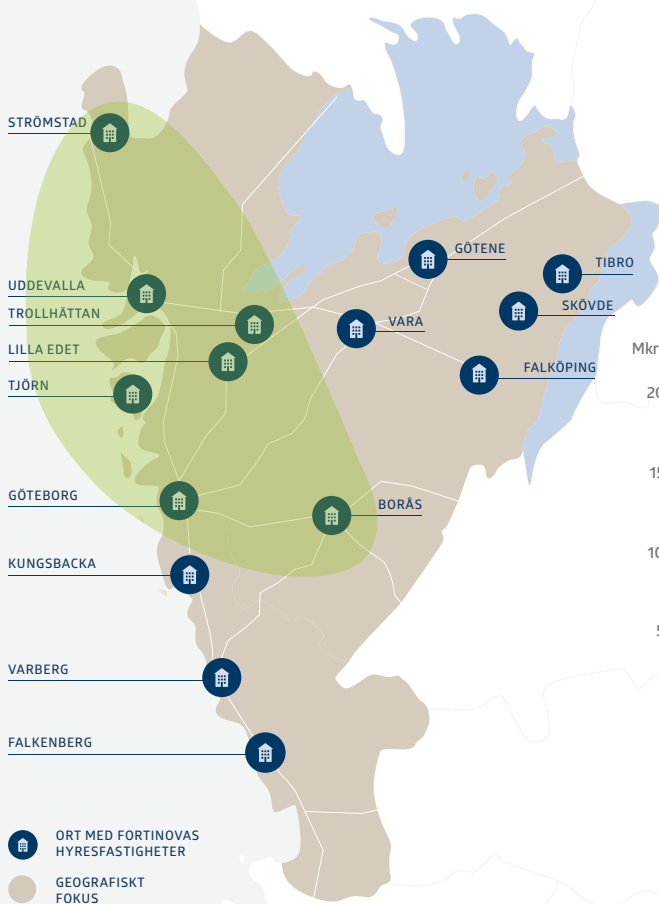 STRÖMSTAD
GÖTENE
TIBRO
UDDEVALLA
SKÖVDE
TROLLHÄTTAN
VARA
LILLA EDET
Mkr
FALKÖPING
TJÖRN
GÖTEBORG
BORÅS
KUNGSBACKA
VARBERG
FALKENBERG
ORT MED FORTINOVAS
HYRESFASTIGHETER
GEOGRAFISKT
FOKUS